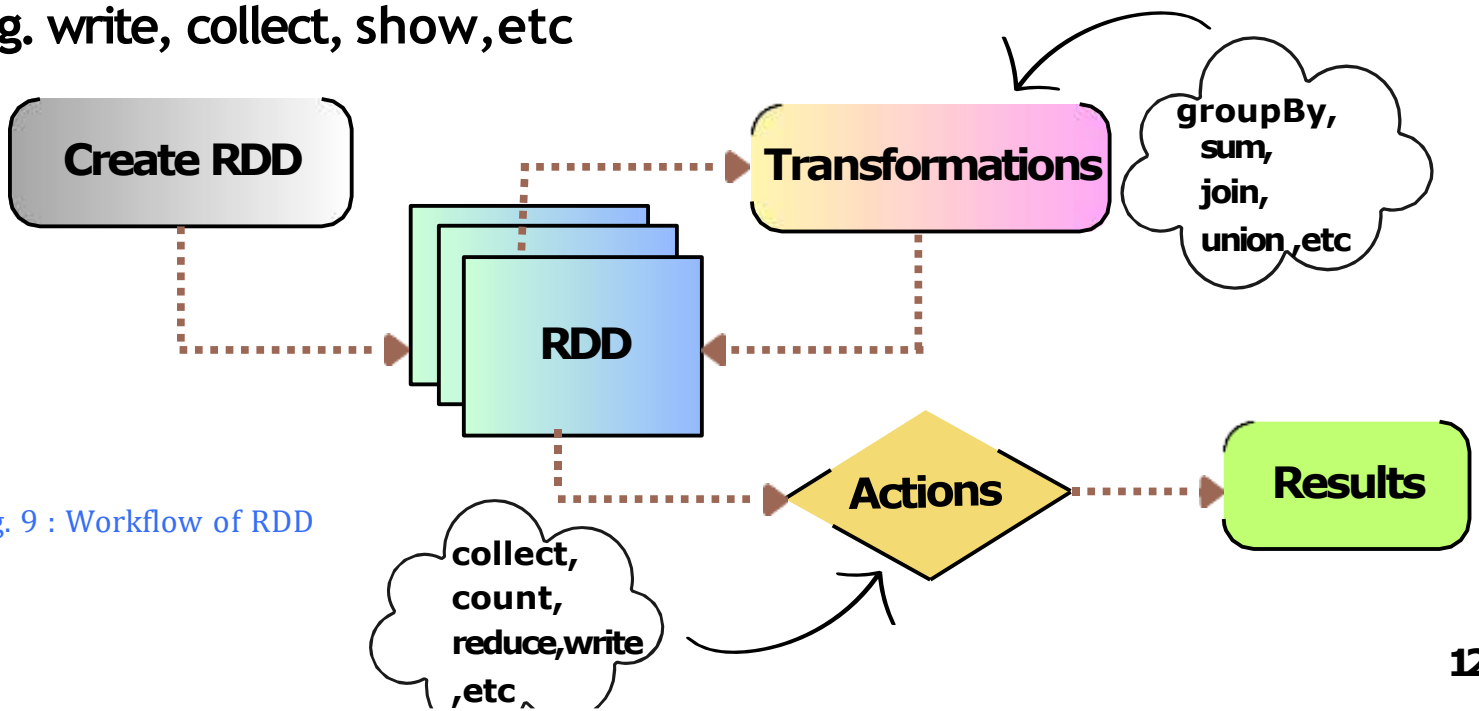 g. write, collect, show,etc
Create RDD
Transformations
groupBy,
sum,
join,
union ,etc
RDD
Actions
Results
g. 9 : Workflow of RDD
collect,
count,
reduce,write
,etc
12